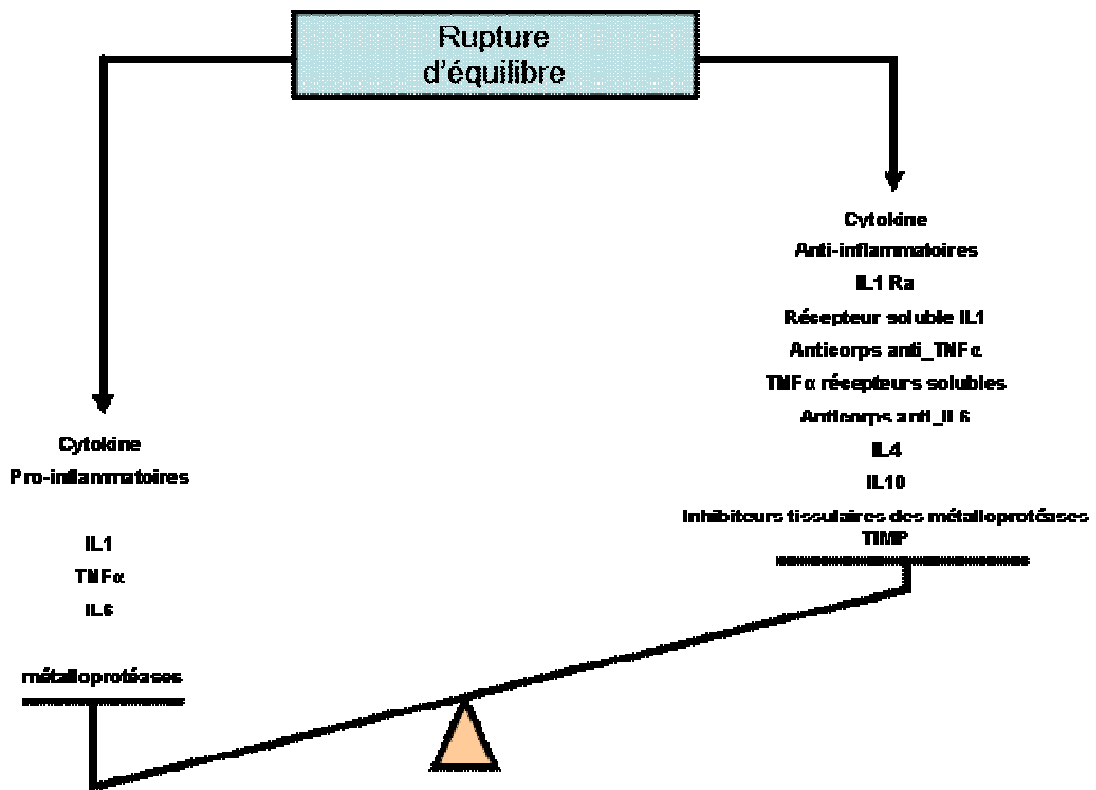 Rupture
d'équilibre
Cytokine
Anti-inflammatoires
IL1 Ra
Récepteur soluble IL1
Anticorps anti_TNFα
TNFα récepteurs solubles
Anticorps anti_IL6
IL4
IL10
Inhibiteurs tissulaires des métalloprotéases
TIMP
Cytokine
Pro-inflammatoires
IL1
TNFα
IL6
métalloprotéases